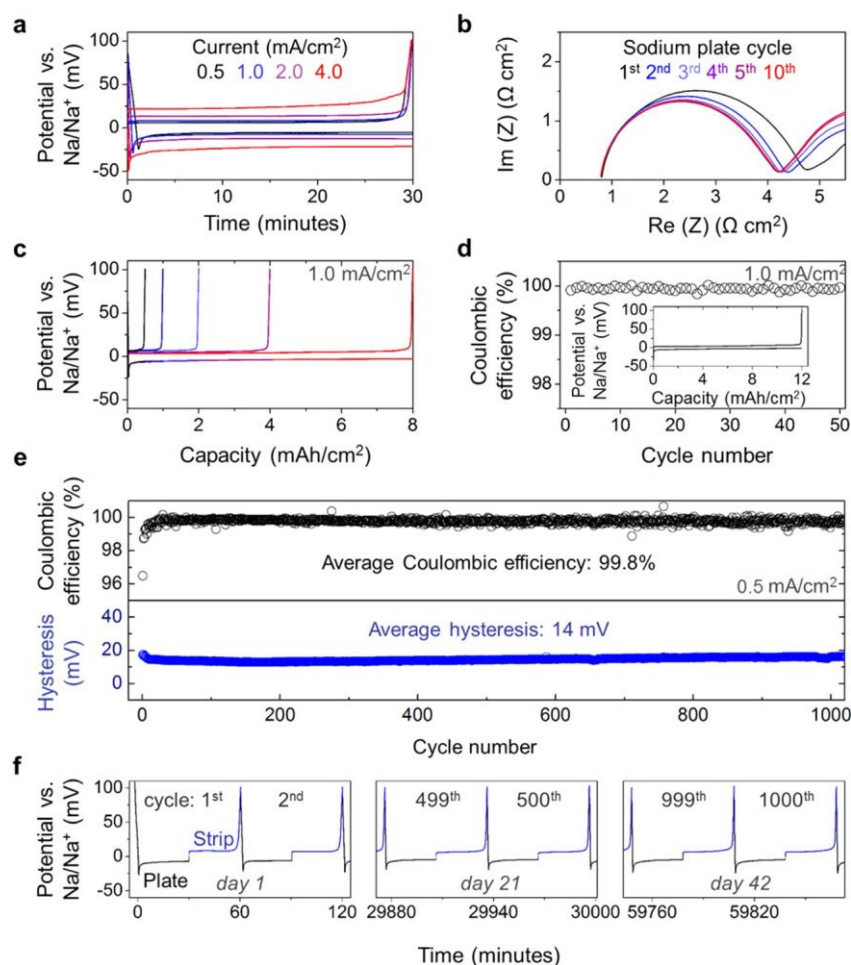 a
Potential vs.
Na/Na⁺ (mV)
100
50
0
-50
Current (mA/cm²)
0.5 1.0 2.0 4.0
0 10 20 30
Time (minutes)
b
Im (Z) (Ω cm²)
2
1
0
Sodium plate cycle
1ˢᵗ 2ⁿᵈ 3ʳᵈ 4ᵗʰ 5ᵗʰ 10ᵗʰ
0 1 2 3 4 5
Re (Z) (Ω cm²)
c
Potential vs.
Na/Na⁺ (mV)
100
50
0
-50
1.0 mA/cm²
0 2 4 6 8
Capacity (mAh/cm²)
d
Coulombic
efficiency (%)
100
99
98
1.0 mA/cm²
Potential vs.
Na/Na⁺ (mV)
100
50
0
-50
0 4 8 12
Capacity (mAh/cm²)
0 10 20 30 40 50
Cycle number
e
Coulombic
efficiency (%)
100
98
96
Average Coulombic efficiency: 99.8%
0.5 mA/cm²
Hysteresis
(mV)
40
20
0
Average hysteresis: 14 mV
0 200 400 600 800 1000
Cycle number
f
Potential vs.
Na/Na⁺ (mV)
100
50
0
-50
cycle: 1ˢᵗ 2ⁿᵈ
Strip
Plate
day 1
0 60 120
499ᵗʰ 500ᵗʰ
day 21
29880 29940 30000
999ᵗʰ 1000ᵗʰ
day 42
59760 59820
Time (minutes)